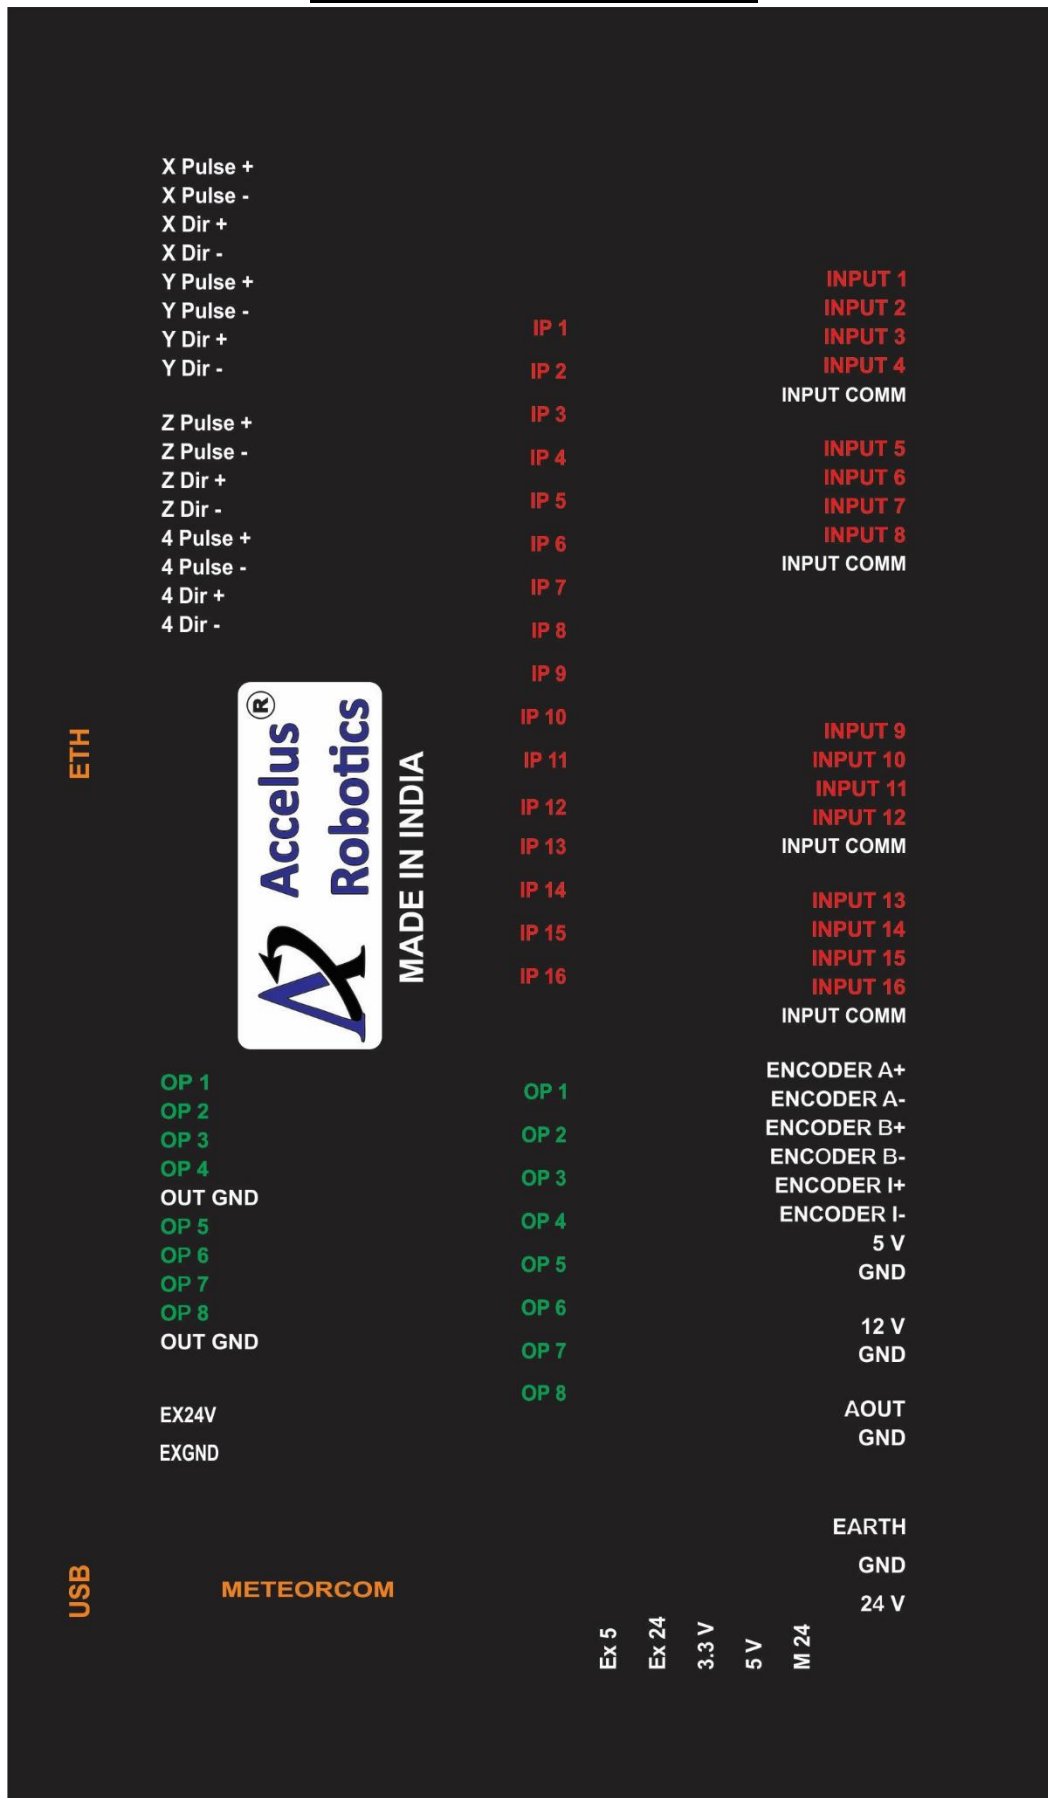 X Pulse +
X Pulse -
X Dir +
X Dir -
Y Pulse +
Y Pulse -
Y Dir +
Y Dir -
Z Pulse +
Z Pulse -
Z Dir +
Z Dir -
4 Pulse +
4 Pulse -
4 Dir +
4 Dir -
ETH
Accelus®
Robotics
MADE IN INDIA
OP 1
OP 2
OP 3
OP 4
OUT GND
OP 5
OP 6
OP 7
OP 8
OUT GND
EX24V
EXGND
USB
METEORCOM
IP 1
IP 2
IP 3
IP 4
IP 5
IP 6
IP 7
IP 8
IP 9
IP 10
IP 11
IP 12
IP 13
IP 14
IP 15
IP 16
OP 1
OP 2
OP 3
OP 4
OP 5
OP 6
OP 7
OP 8
INPUT 1
INPUT 2
INPUT 3
INPUT 4
INPUT COMM
INPUT 5
INPUT 6
INPUT 7
INPUT 8
INPUT COMM
INPUT 9
INPUT 10
INPUT 11
INPUT 12
INPUT COMM
INPUT 13
INPUT 14
INPUT 15
INPUT 16
INPUT COMM
ENCODER A+
ENCODER A-
ENCODER B+
ENCODER B-
ENCODER I+
ENCODER I-
5 V
GND
12 V
GND
AOUT
GND
EARTH
GND
24 V
Ex 5
Ex 24
3.3 V
5 V
M 24